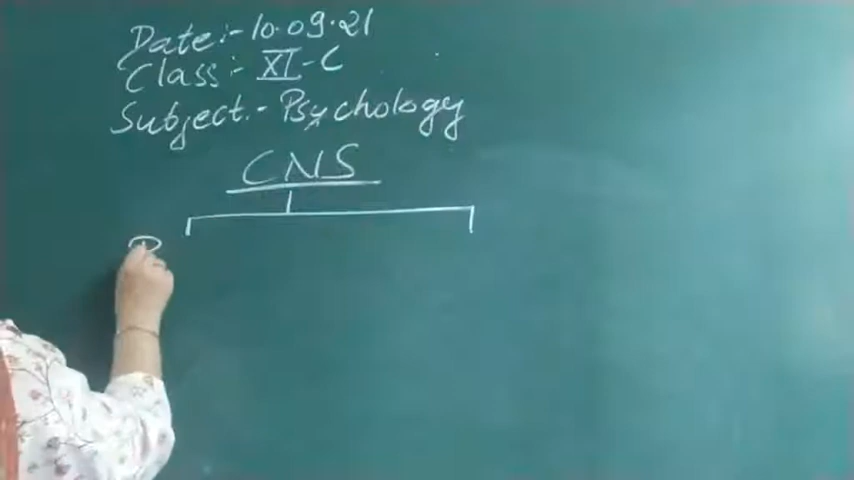 Date:- 10.09.21
Class:- XI-C
Subject:- Psychology
CNS